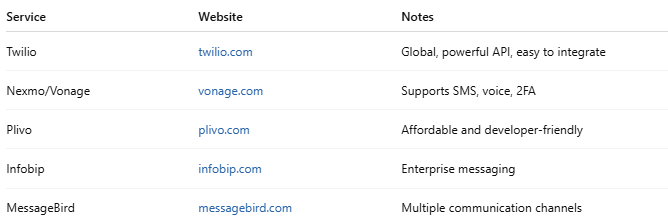 Service Website Notes
Twilio twilio.com Global, powerful API, easy to integrate
Nexmo/Vonage vonage.com Supports SMS, voice, 2FA
Plivo plivo.com Affordable and developer-friendly
Infobip infobip.com Enterprise messaging
MessageBird messagebird.com Multiple communication channels